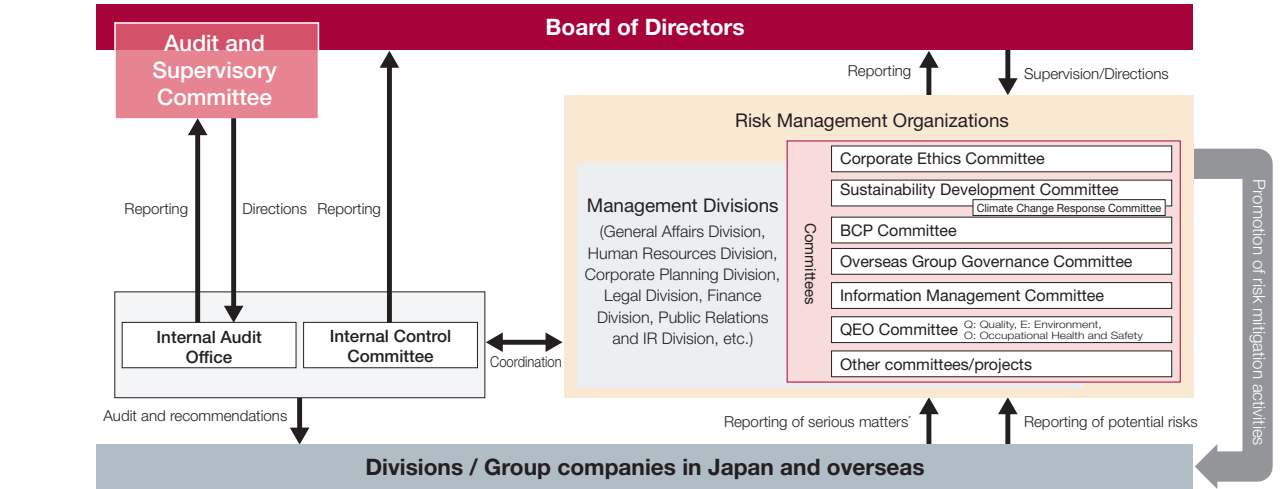 Board of Directors
Audit and
Supervisory
Committee
Reporting
Supervision/Directions
Risk Management Organizations
Reporting
Directions
Reporting
Management Divisions
(General Affairs Division,
Human Resources Division,
Corporate Planning Division,
Legal Division, Finance
Division, Public Relations
and IR Division, etc.)
Committees
Corporate Ethics Committee
Sustainability Development Committee
Climate Change Response Committee
BCP Committee
Overseas Group Governance Committee
Information Management Committee
QEO Committee
Q: Quality, E: Environment,
O: Occupational Health and Safety
Other committees/projects
Promotion of risk mitigation activities
Internal Audit
Office
Internal Control
Committee
Coordination
Audit and recommendations
Reporting of serious matters*
Reporting of potential risks
Divisions / Group companies in Japan and overseas